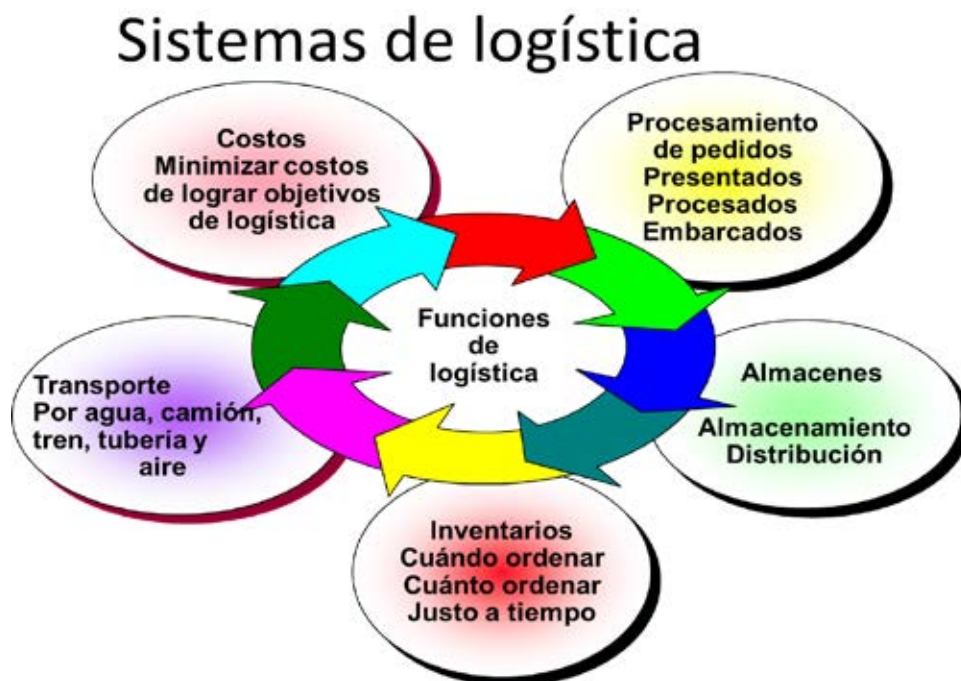 Sistemas de logística
Costos
Minimizar costos
de lograr objetivos
de logística
Procesamiento
de pedidos
Presentados
Procesados
Embarcados
Funciones
de
logística
Transporte
Por agua, camión,
tren, tubería y
aire
Almacenes
Almacenamiento
Distribución
Inventarios
Cuándo ordenar
Cuánto ordenar
Justo a tiempo